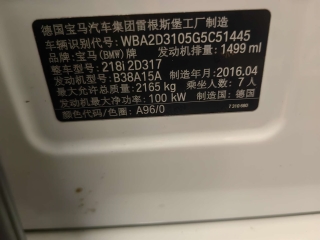 德国宝马汽车集团雷根斯堡工厂制造
车辆识别代号: WBA2D3105G5C51445
品牌: 宝马(BMW)牌 发动机排量: 1499 ml
整车型号: 218i 2D317
发动机型号: B38A15A 制造年月: 2016.04
最大允许总质量: 2165 kg 乘坐人数: 7 人
发动机最大净功率: 100 kW 制造国: 德国
颜色代码/色圈: A96/0